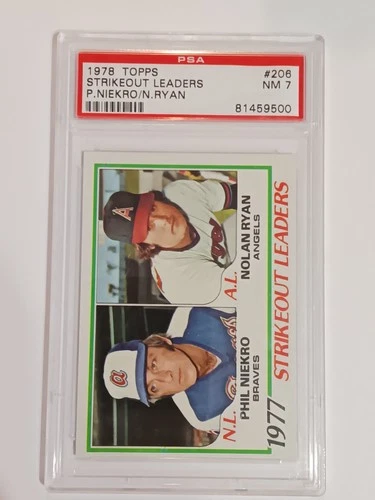 PSA
1978 TOPPS #206
STRIKEOUT LEADERS NM 7
P.NIEKRO/N.RYAN
81459500
A
A.L. NOLAN RYAN
ANGELS
a
N.L. PHIL NIEKRO
BRAVES
1977 STRIKEOUT LEADERS